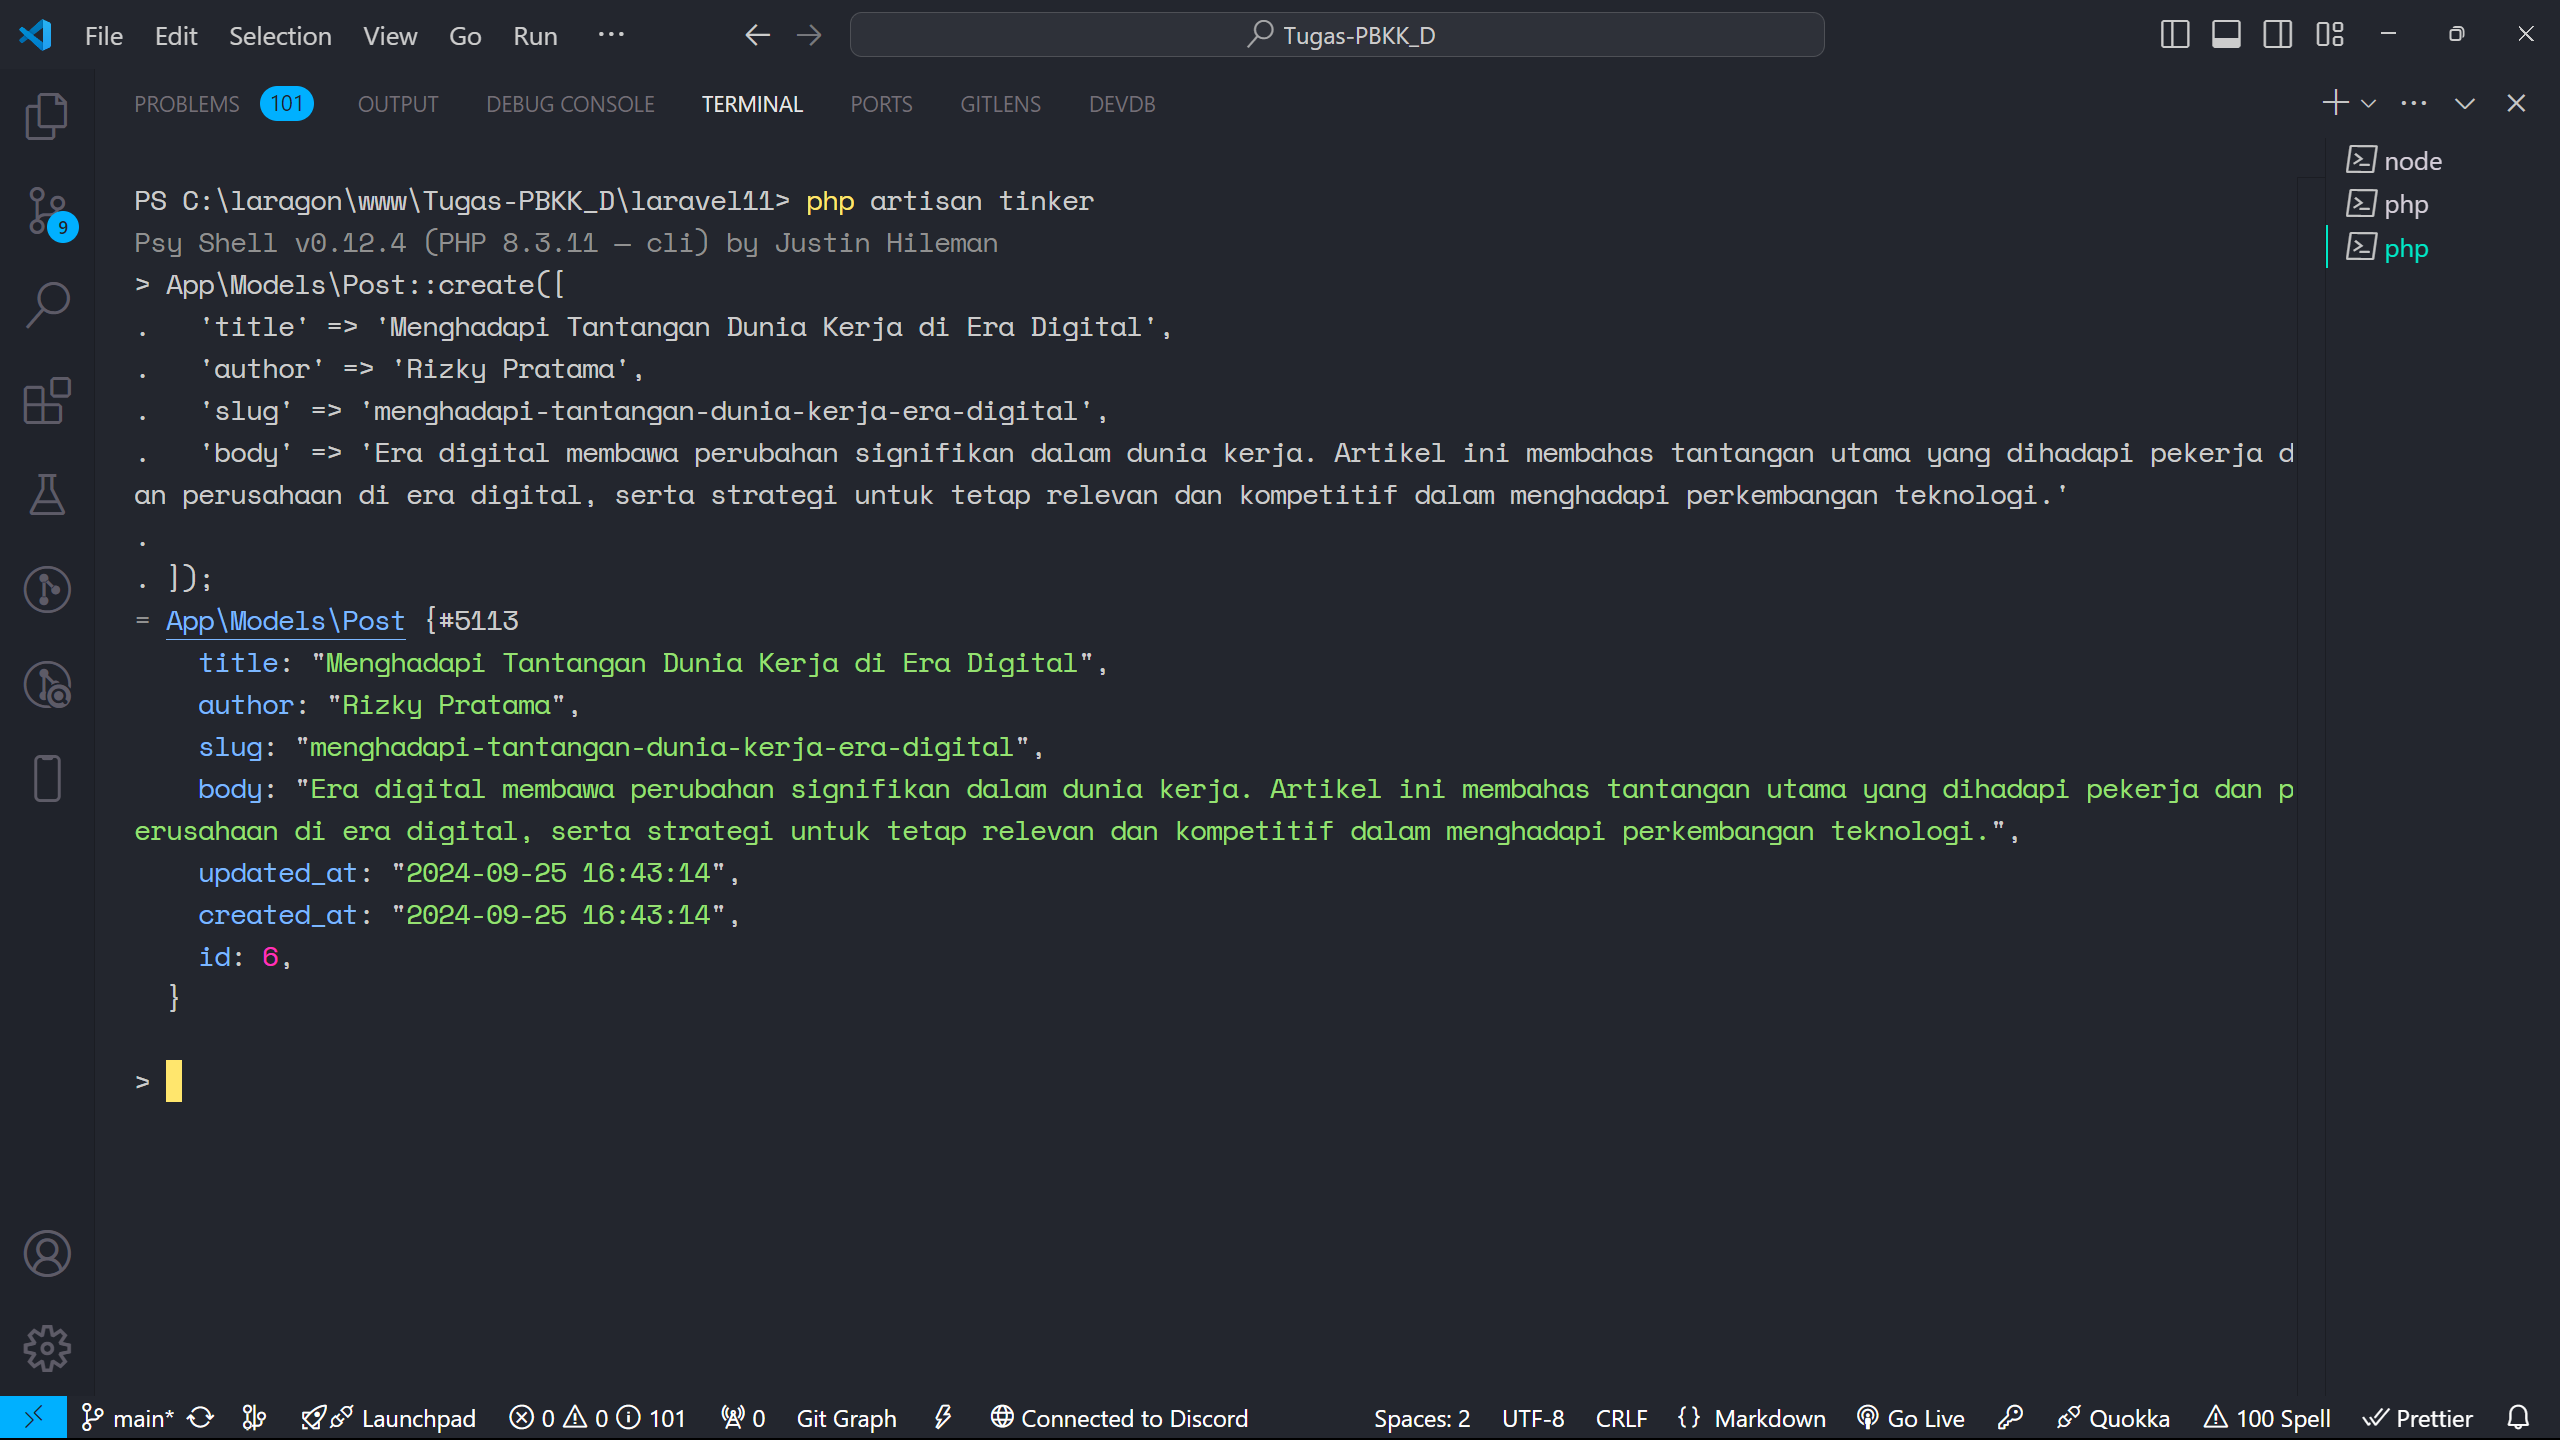 File Edit Selection View Go Run ··· Tugas-PBKK_D
PROBLEMS 101 OUTPUT DEBUG CONSOLE TERMINAL PORTS GITLENS DEVDB
node
php
php
9
PS C:\laragon\www\Tugas-PBKK_D\laravel11> php artisan tinker
Psy Shell v0.12.4 (PHP 8.3.11 — cli) by Justin Hileman
> App\Models\Post::create([
.   'title' => 'Menghadapi Tantangan Dunia Kerja di Era Digital',
.   'author' => 'Rizky Pratama',
.   'slug' => 'menghadapi-tantangan-dunia-kerja-era-digital',
.   'body' => 'Era digital membawa perubahan signifikan dalam dunia kerja. Artikel ini membahas tantangan utama yang dihadapi pekerja d
an perusahaan di era digital, serta strategi untuk tetap relevan dan kompetitif dalam menghadapi perkembangan teknologi.'
.
. ]);
= App\Models\Post {#5113
    title: "Menghadapi Tantangan Dunia Kerja di Era Digital",
    author: "Rizky Pratama",
    slug: "menghadapi-tantangan-dunia-kerja-era-digital",
    body: "Era digital membawa perubahan signifikan dalam dunia kerja. Artikel ini membahas tantangan utama yang dihadapi pekerja dan p
erusahaan di era digital, serta strategi untuk tetap relevan dan kompetitif dalam menghadapi perkembangan teknologi.",
    updated_at: "2024-09-25 16:43:14",
    created_at: "2024-09-25 16:43:14",
    id: 6,
  }
>
main* Launchpad 0 0 101 0 Git Graph Connected to Discord Spaces: 2 UTF-8 CRLF {} Markdown Go Live Quokka 100 Spell Prettier